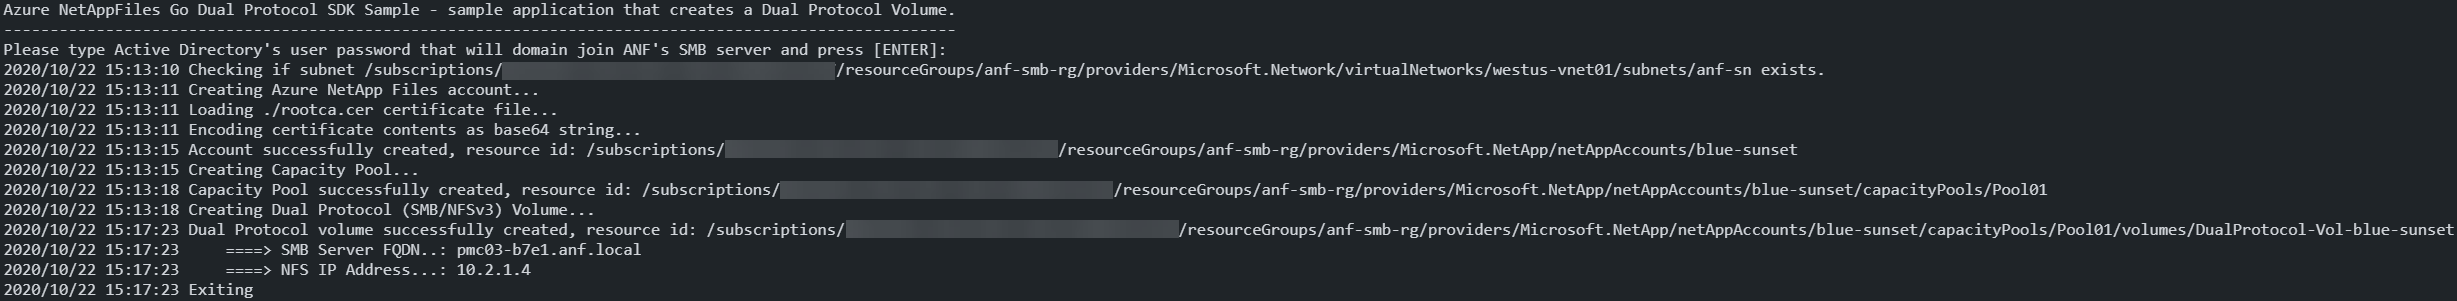 Azure NetAppFiles Go Dual Protocol SDK Sample - sample application that creates a Dual Protocol Volume.
-------------------------------------------------------------------------------------------------------
Please type Active Directory's user password that will domain join ANF's SMB server and press [ENTER]:
2020/10/22 15:13:10 Checking if subnet /subscriptions/ /resourceGroups/anf-smb-rg/providers/Microsoft.Network/virtualNetworks/westus-vnet01/subnets/anf-sn exists.
2020/10/22 15:13:11 Creating Azure NetApp Files account...
2020/10/22 15:13:11 Loading ./rootca.cer certificate file...
2020/10/22 15:13:11 Encoding certificate contents as base64 string...
2020/10/22 15:13:15 Account successfully created, resource id: /subscriptions/ /resourceGroups/anf-smb-rg/providers/Microsoft.NetApp/netAppAccounts/blue-sunset
2020/10/22 15:13:15 Creating Capacity Pool...
2020/10/22 15:13:18 Capacity Pool successfully created, resource id: /subscriptions/ /resourceGroups/anf-smb-rg/providers/Microsoft.NetApp/netAppAccounts/blue-sunset/capacityPools/Pool01
2020/10/22 15:13:18 Creating Dual Protocol (SMB/NFSv3) Volume...
2020/10/22 15:17:23 Dual Protocol volume successfully created, resource id: /subscriptions/ /resourceGroups/anf-smb-rg/providers/Microsoft.NetApp/netAppAccounts/blue-sunset/capacityPools/Pool01/volumes/DualProtocol-Vol-blue-sunset
2020/10/22 15:17:23     ====> SMB Server FQDN..: pmc03-b7e1.anf.local
2020/10/22 15:17:23     ====> NFS IP Address...: 10.2.1.4
2020/10/22 15:17:23 Exiting